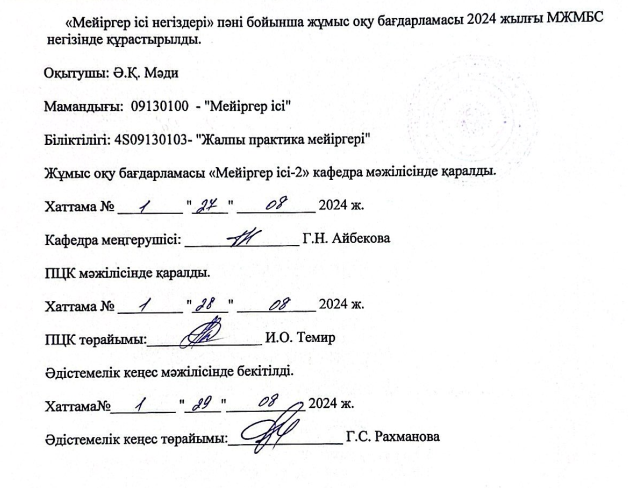 «Мейіргер ісі негіздері» пәні бойынша жұмыс оқу бағдарламасы 2024 жылғы МЖМБС
негізінде құрастырылды.
Оқытушы: Ә.Қ. Мәди
Мамандығы: 09130100 - "Мейіргер ісі"
Біліктілігі: 4S09130103- "Жалпы практика мейіргері"
Жұмыс оқу бағдарламасы «Мейіргер ісі-2» кафедра мәжілісінде қаралды.
Хаттама № 1 "27" 08 2024 ж.
Кафедра меңгерушісі: Г.Н. Айбекова
ПЦК мәжілісінде қаралды.
Хаттама № 1 "28" 08 2024 ж.
ПЦК төрайымы: И.О. Темир
Әдістемелік кеңес мәжілісінде бекітілді.
Хаттама№ 1 "29" 08 2024 ж.
Әдістемелік кеңес төрайымы: Г.С. Рахманова